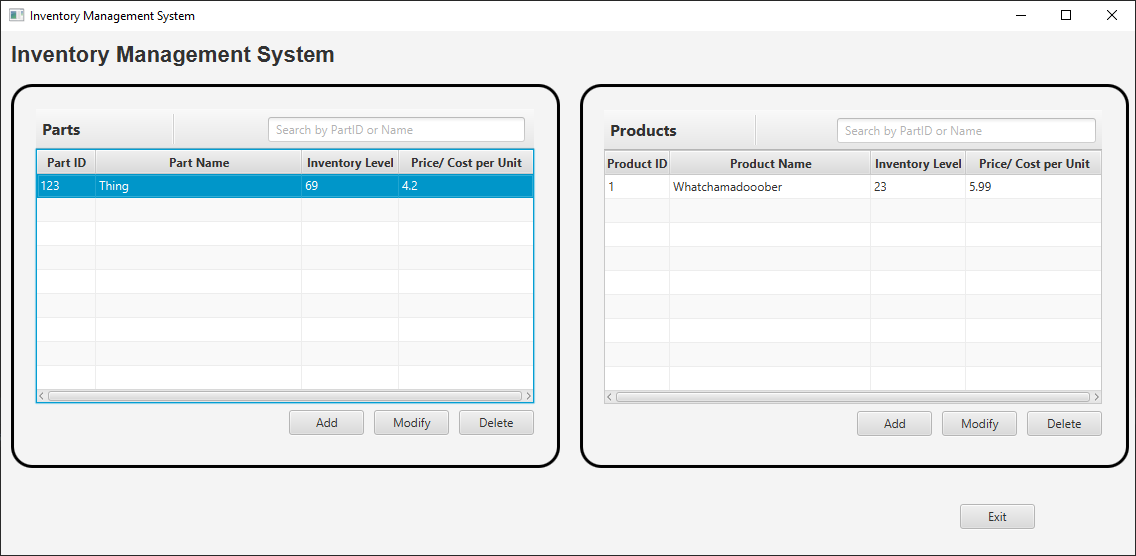 Inventory Management System
Inventory Management System
Parts
Search by PartID or Name
Part ID Part Name Inventory Level Price/ Cost per Unit
123 Thing 69 4.2
Add Modify Delete
Products
Search by PartID or Name
Product ID Product Name Inventory Level Price/ Cost per Unit
1 Whatchamadooober 23 5.99
Add Modify Delete
Exit